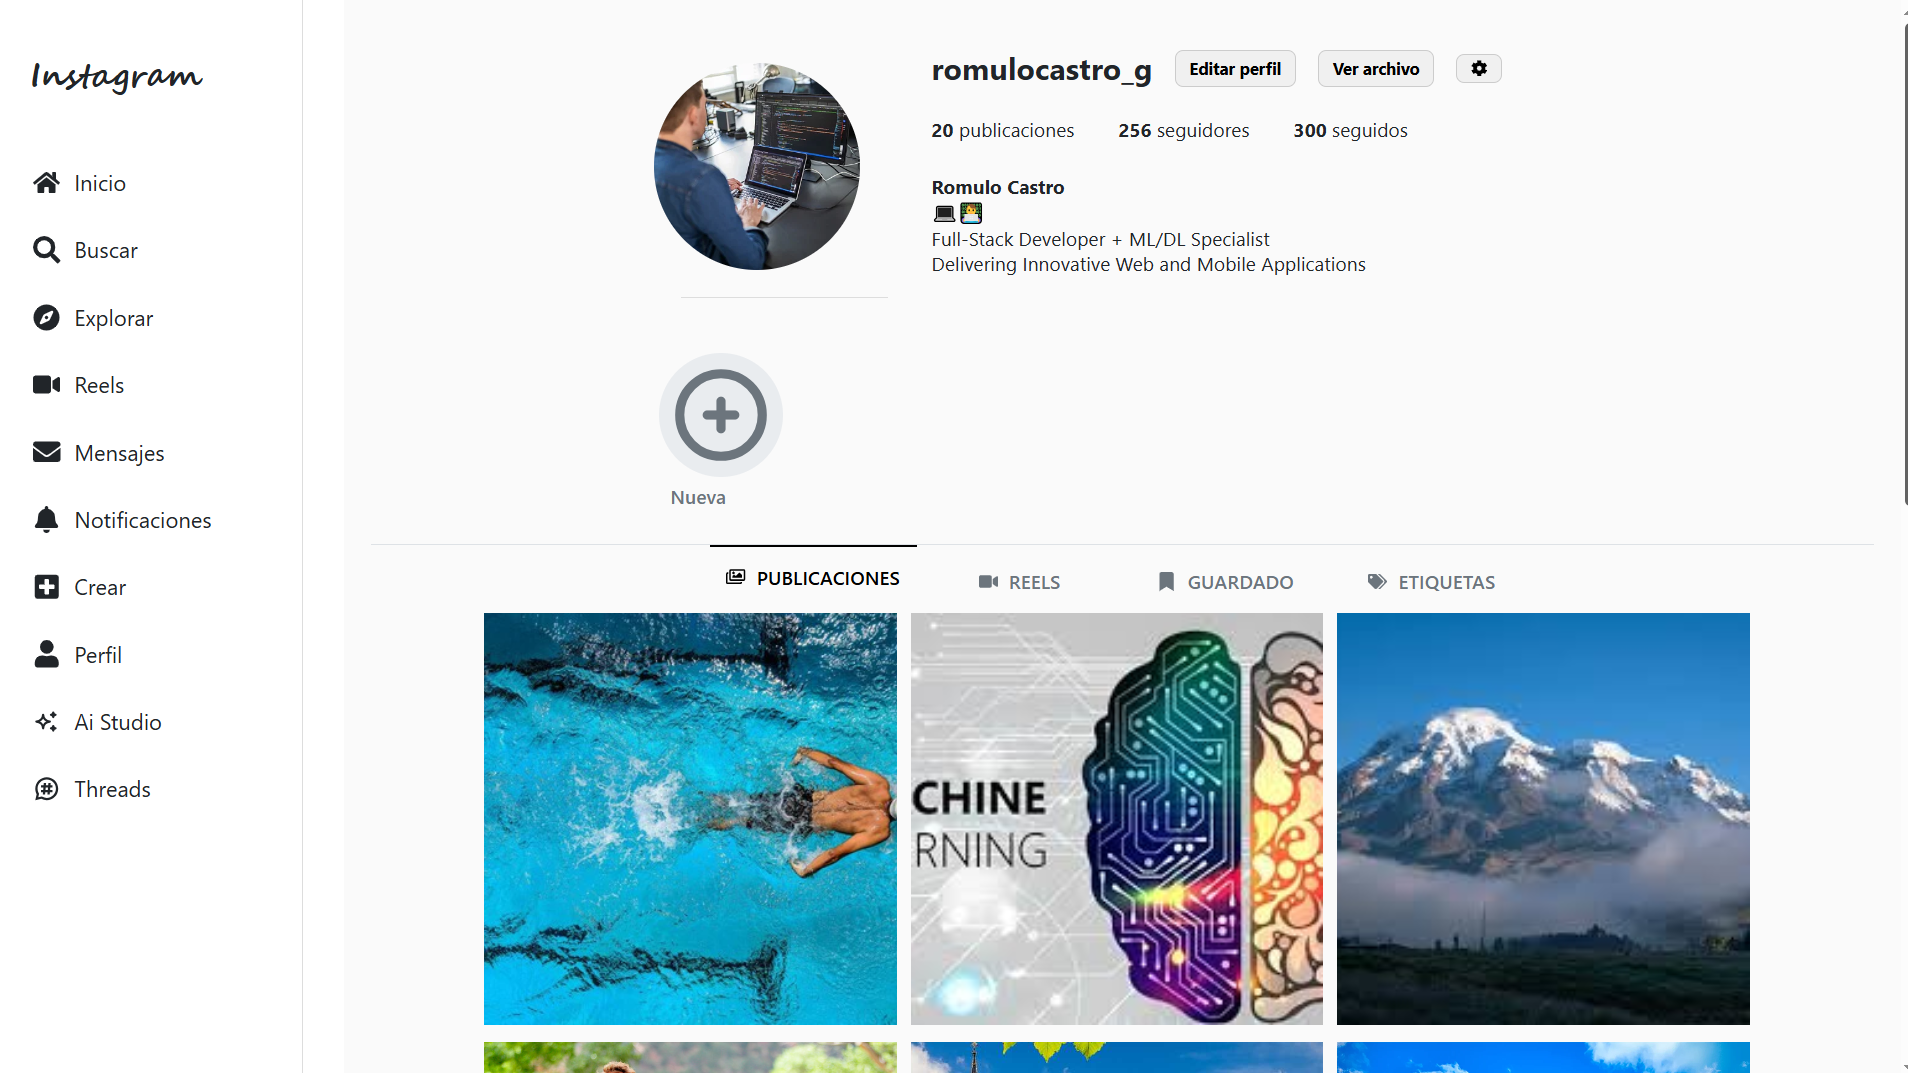 Instagram
Inicio
Buscar
Explorar
Reels
Mensajes
Notificaciones
Crear
Perfil
Ai Studio
Threads
romulocastro_g
Editar perfil
Ver archivo
20 publicaciones
256 seguidores
300 seguidos
Romulo Castro
Full-Stack Developer + ML/DL Specialist
Delivering Innovative Web and Mobile Applications
Nueva
PUBLICACIONES
REELS
GUARDADO
ETIQUETAS
CHINE
RNING